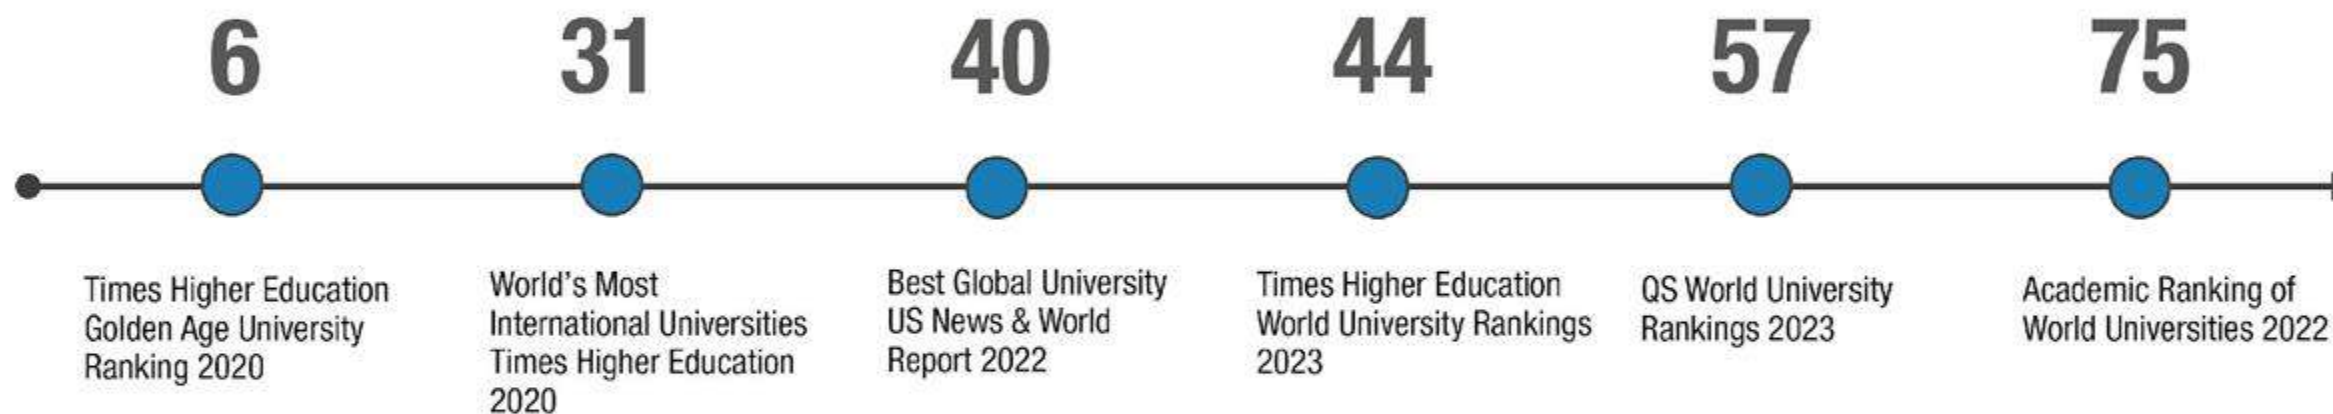 6
Times Higher Education
Golden Age University
Ranking 2020
31
World's Most
International Universities
Times Higher Education
2020
40
Best Global University
US News & World
Report 2022
44
Times Higher Education
World University Rankings
2023
57
QS World University
Rankings 2023
75
Academic Ranking of
World Universities 2022